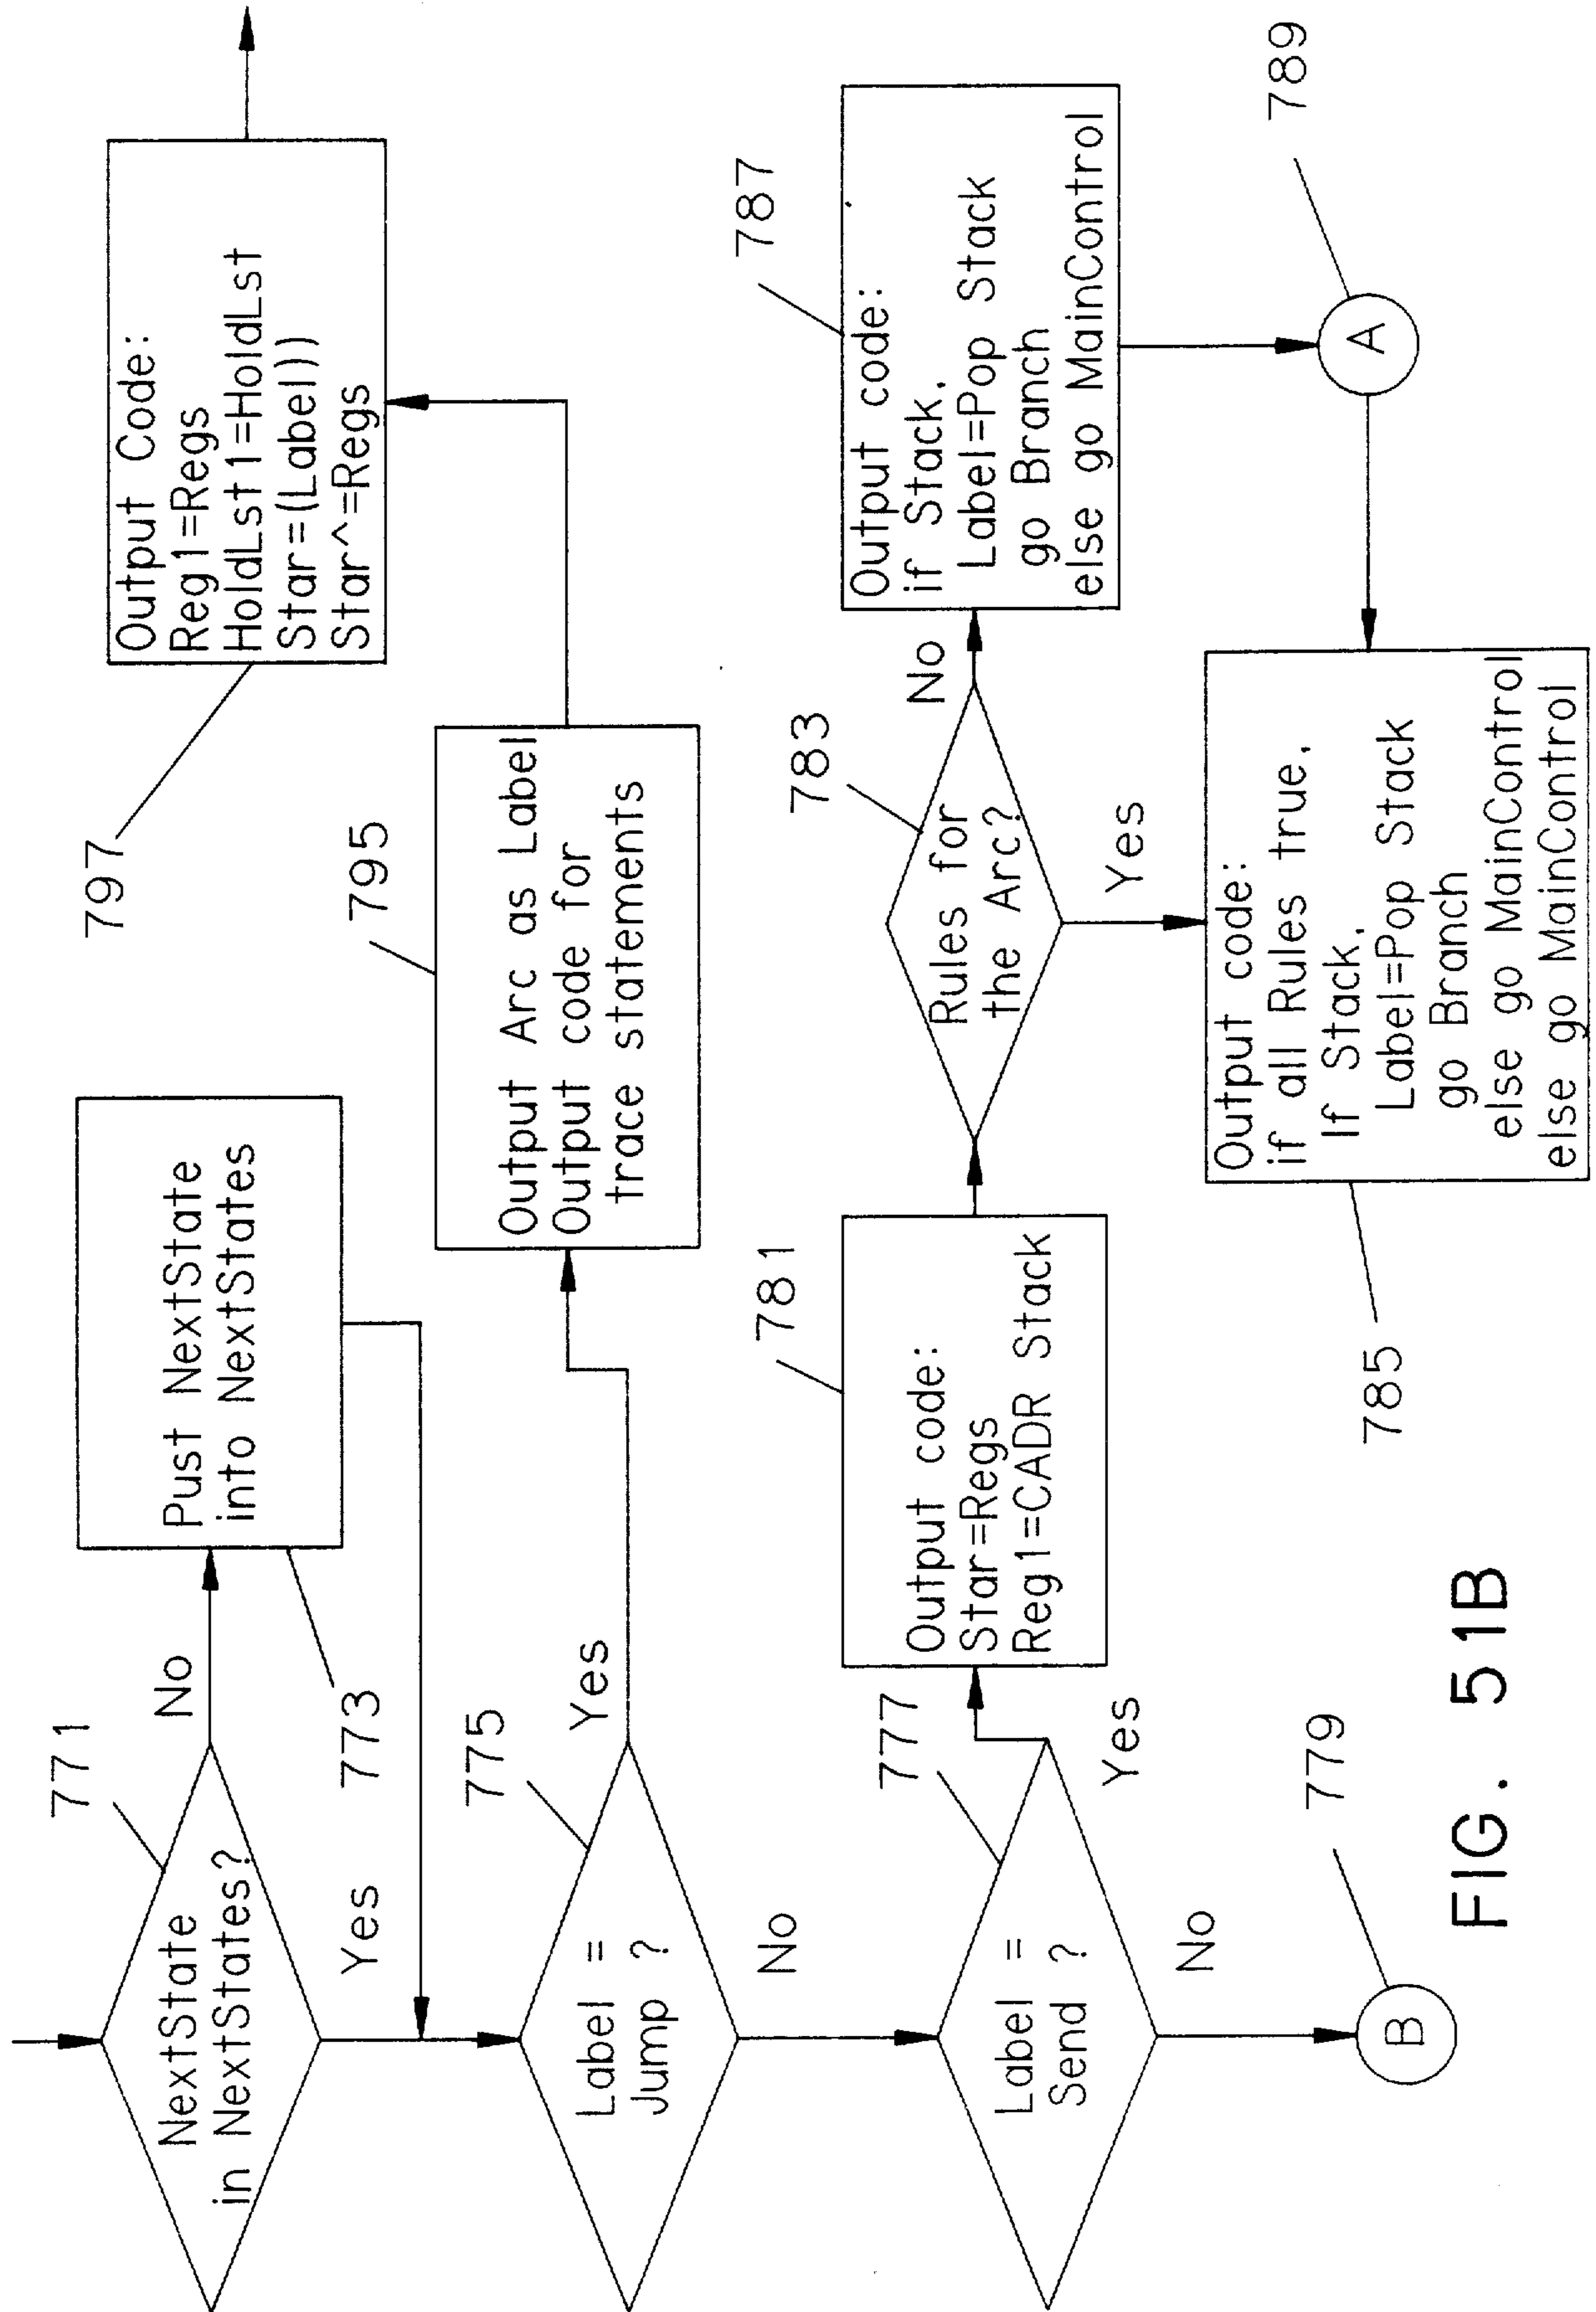 771
NextState
in NextStates?
No
Yes
Pust NextState
into NextStates
773
775
Label =
Jump ?
Yes
No
Output Arc as Label
Output code for
trace statements
795
Output Code:
Reg1=Regs
HoldLst1=HoldLst
Star=(Label))
Star^=Regs
797
777
Label =
Send ?
Yes
No
779
B
781
Output code:
Star=Regs
Reg1=CADR Stack
783
Rules for
the Arc?
No
Yes
787
Output code:
if Stack,
Label=Pop Stack
go Branch
else go MainControl
789
A
Output code:
if all Rules true,
If Stack,
Label=Pop Stack
go Branch
else go MainControl
else go MainControl
785
FIG. 51B